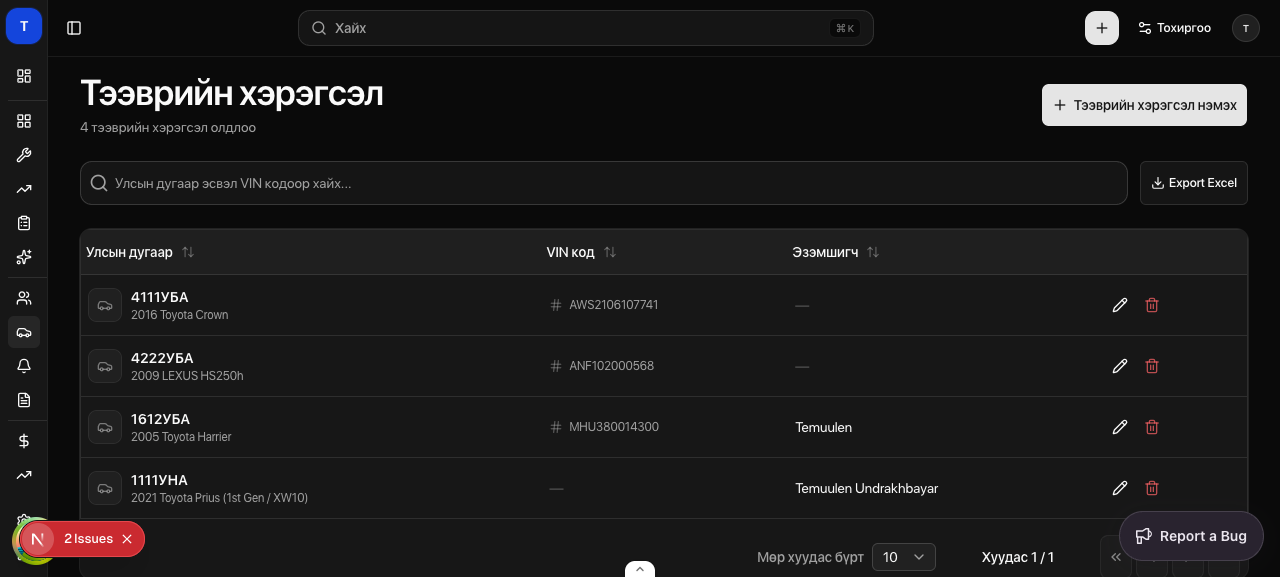 T
Хайх
⌘ K
Тохиргоо
T
Тээврийн хэрэгсэл
4 тээврийн хэрэгсэл олдлоо
Тээврийн хэрэгсэл нэмэх
Улсын дугаар эсвэл VIN кодоор хайх...
Export Excel
Улсын дугаар
VIN код
Эзэмшигч
4111УБА
2016 Toyota Crown
# AWS2106107741
—
4222УБА
2009 LEXUS HS250h
# ANF102000568
—
1612УБА
2005 Toyota Harrier
# MHU380014300
Temuulen
1111УНА
2021 Toyota Prius (1st Gen / XW10)
—
Temuulen Undrakhbayar
N
2 Issues
Report a Bug
Мөр хуудас бүрт
10
Хуудас 1 / 1